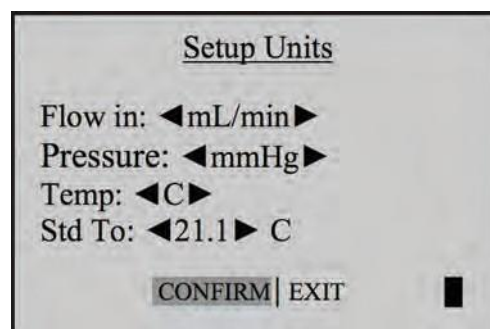 Setup Units
Flow in: ◀mL/min▶
Pressure: ◀mmHg▶
Temp: ◀C▶
Std To: ◀21.1▶ C
CONFIRM| EXIT